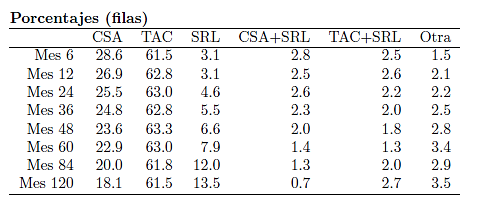 Porcentajes (filas)
CSA TAC SRL CSA+SRL TAC+SRL Otra
Mes 6 28.6 61.5 3.1 2.8 2.5 1.5
Mes 12 26.9 62.8 3.1 2.5 2.6 2.1
Mes 24 25.5 63.0 4.6 2.6 2.2 2.2
Mes 36 24.8 62.8 5.5 2.3 2.0 2.5
Mes 48 23.6 63.3 6.6 2.0 1.8 2.8
Mes 60 22.9 63.0 7.9 1.4 1.3 3.4
Mes 84 20.0 61.8 12.0 1.3 2.0 2.9
Mes 120 18.1 61.5 13.5 0.7 2.7 3.5